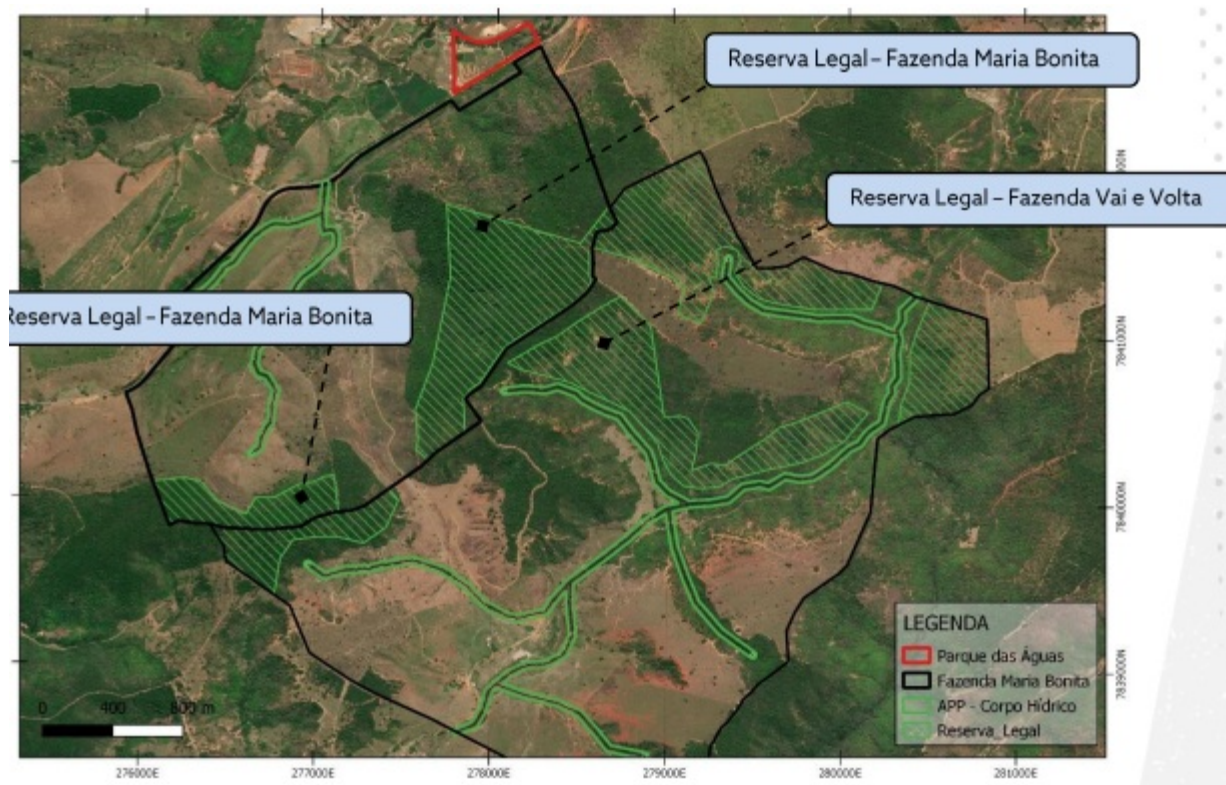 Reserva Legal – Fazenda Maria Bonita
Reserva Legal – Fazenda Vai e Volta
Reserva Legal – Fazenda Maria Bonita
7841000N
7840000N
7839000N
LEGENDA
Parque das Águas
Fazenda Maria Bonita
APP - Corpo Hídrico
Reserva_Legal
0 400 800 m
276000E 277000E 278000E 279000E 280000E 281000E